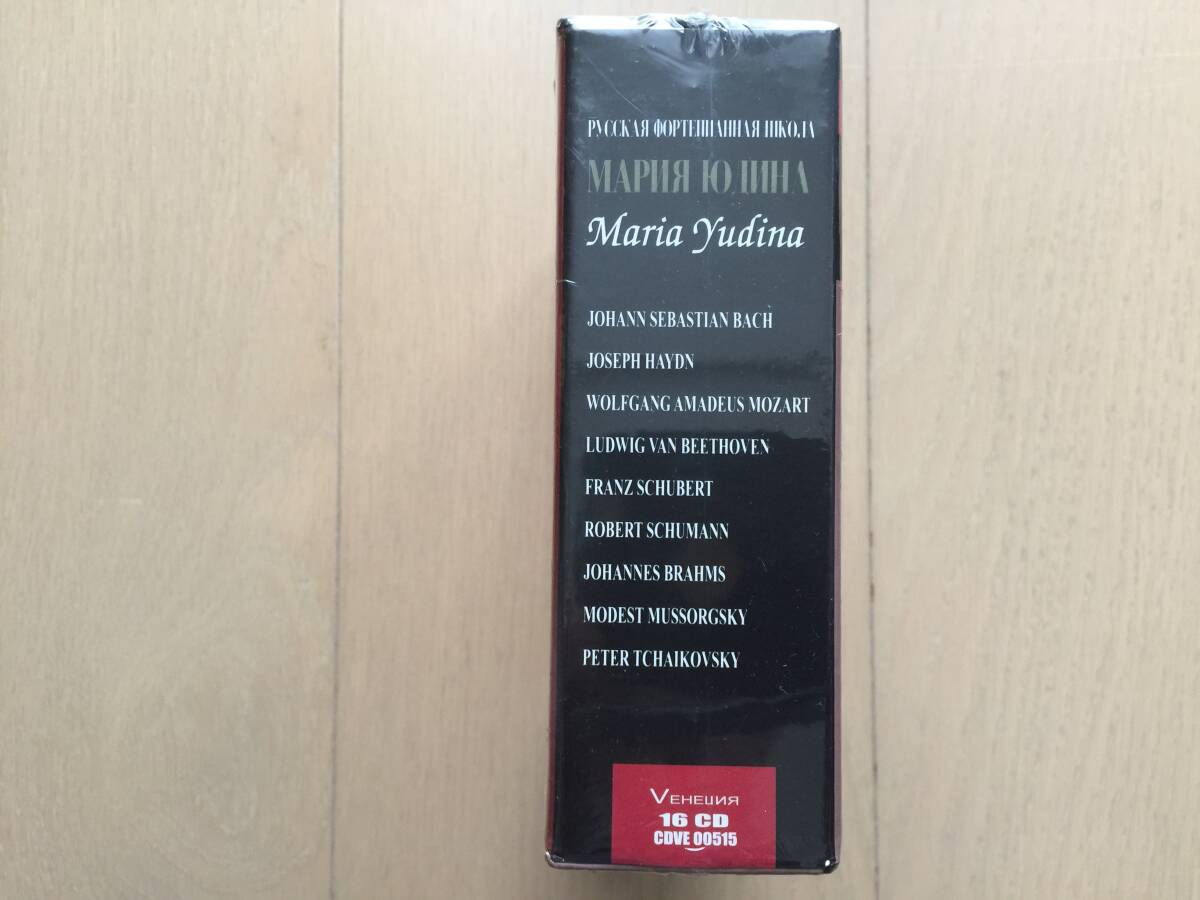 РУССКАЯ ФОРТЕПИАННАЯ ШКОЛА
МАРИЯ ЮДИНА
Maria Yudina
JOHANN SEBASTIAN BACH
JOSEPH HAYDN
WOLFGANG AMADEUS MOZART
LUDWIG VAN BEETHOVEN
FRANZ SCHUBERT
ROBERT SCHUMANN
JOHANNES BRAHMS
MODEST MUSSORGSKY
PETER TCHAIKOVSKY
VЕНЕЦИЯ
16 CD
CDVE 00515